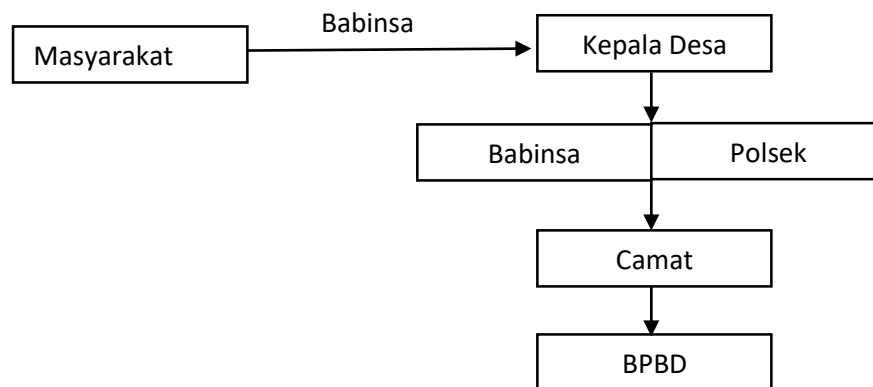 Babinsa
Masyarakat
Kepala Desa
Babinsa
Polsek
Camat
BPBD